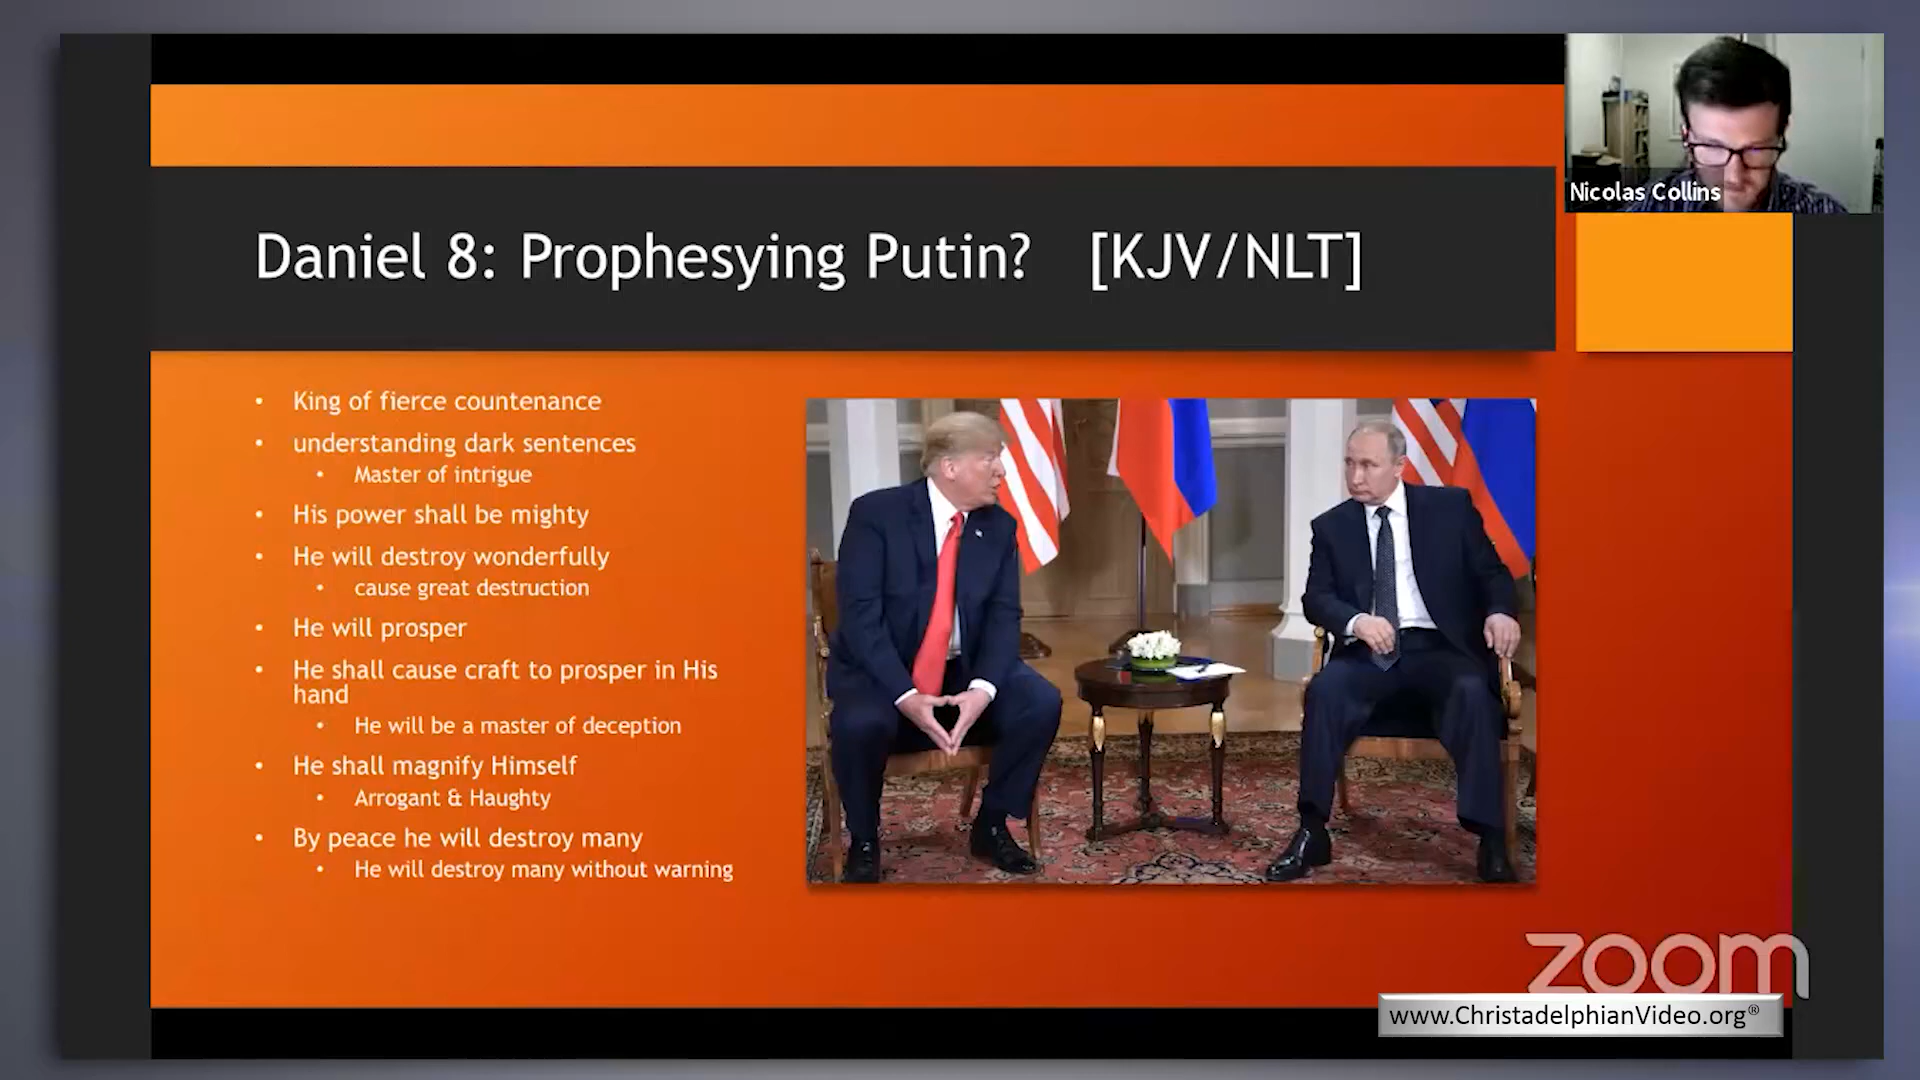 Nicolas Collins
Daniel 8: Prophesying Putin? [KJV/NLT]
• King of fierce countenance
• understanding dark sentences
• Master of intrigue
• His power shall be mighty
• He will destroy wonderfully
• cause great destruction
• He will prosper
• He shall cause craft to prosper in His
hand
• He will be a master of deception
• He shall magnify Himself
• Arrogant & Haughty
• By peace he will destroy many
• He will destroy many without warning
zoom
www.ChristadelphianVideo.org®